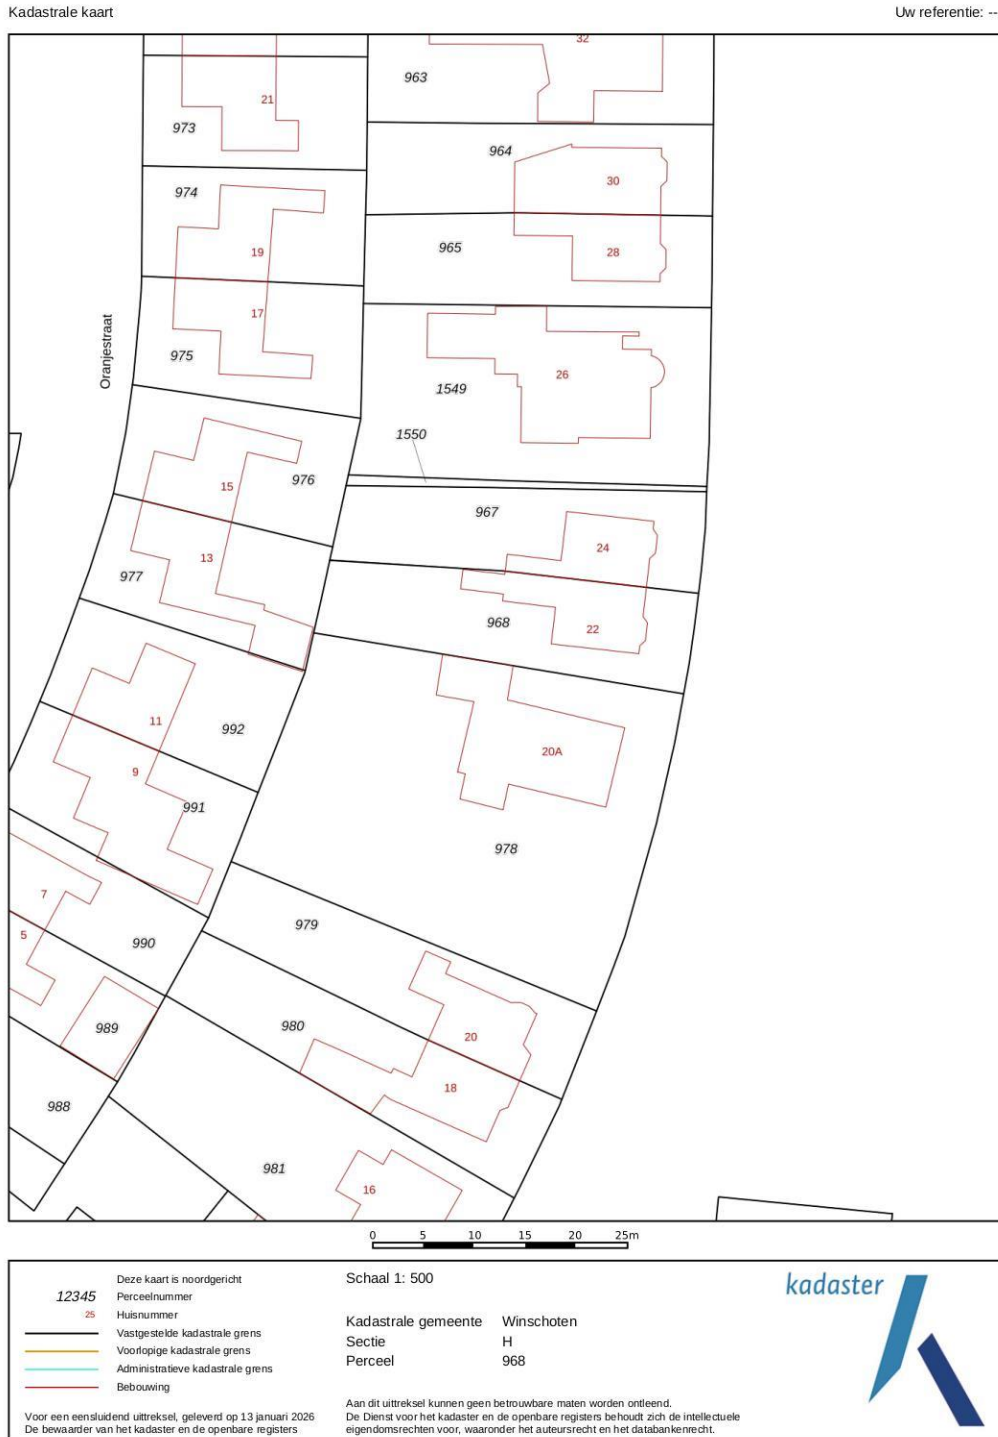 Kadastrale kaart
Uw referentie: --
32
963
21
973
964
30
974
965
28
19
17
Oranjestraat
975
26
1549
1550
976
15
967
24
13
977
968
22
11
992
20A
9
991
978
7
979
5
990
980
20
989
18
988
981
16
0 5 10 15 20 25m
Deze kaart is noordgericht
12345 Perceelnummer
25 Huisnummer
Vastgestelde kadastrale grens
Voorlopige kadastrale grens
Administratieve kadastrale grens
Bebouwing
Voor een eensluidend uittreksel, geleverd op 13 januari 2026
De bewaarder van het kadaster en de openbare registers
Schaal 1: 500
Kadastrale gemeente Winschoten
Sectie H
Perceel 968
Aan dit uittreksel kunnen geen betrouwbare maten worden ontleend.
De Dienst voor het kadaster en de openbare registers behoudt zich de intellectuele
eigendomsrechten voor, waaronder het auteursrecht en het databankenrecht.
kadaster